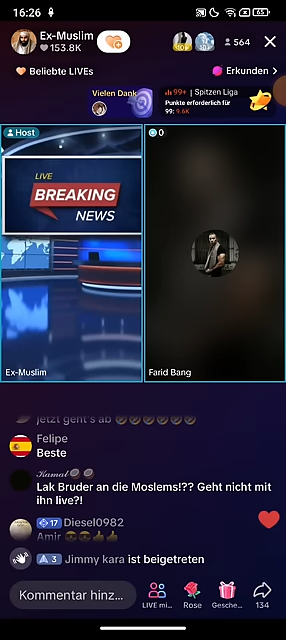 16:26
65
Ex-Muslim
153.8K
564
Beliebte LIVEs
Erkunden
Vielen Dank
99+ | Spitzen Liga
Punkte erforderlich für
99: 9.6K
Host
0
LIVE
BREAKING
NEWS
Ex-Muslim
Farid Bang
jetzt geht's ab
Felipe
Beste
Kamal
Lak Bruder an die Moslems!?? Geht nicht mit
ihn live?!
17 Diesel0982
Amir
3 Jimmy kara ist beigetreten
Kommentar hinz...
LIVE mi...
Rose
Gesche...
134